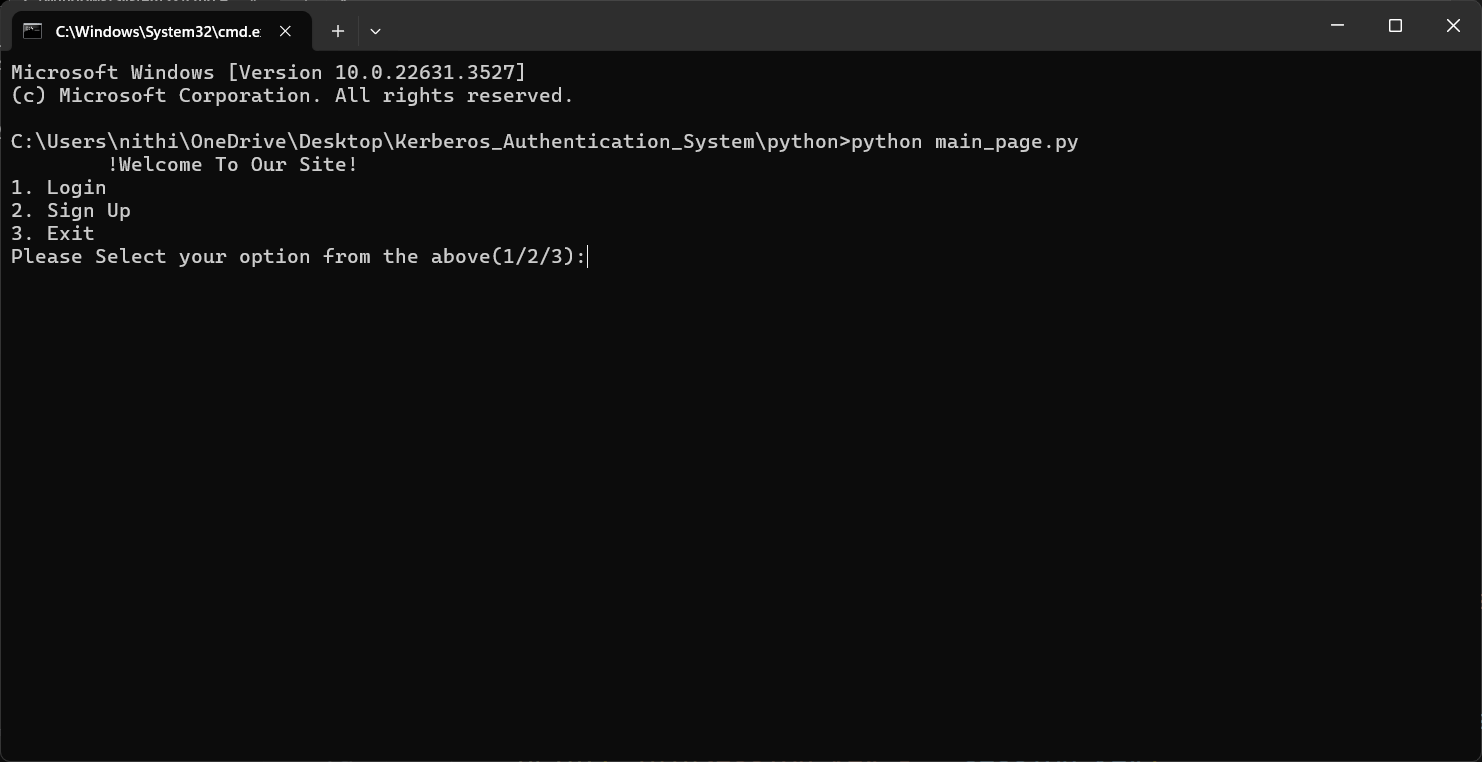 C:\Windows\System32\cmd.e
Microsoft Windows [Version 10.0.22631.3527]
(c) Microsoft Corporation. All rights reserved.
C:\Users\nithi\OneDrive\Desktop\Kerberos_Authentication_System\python>python main_page.py
!Welcome To Our Site!
1. Login
2. Sign Up
3. Exit
Please Select your option from the above(1/2/3):